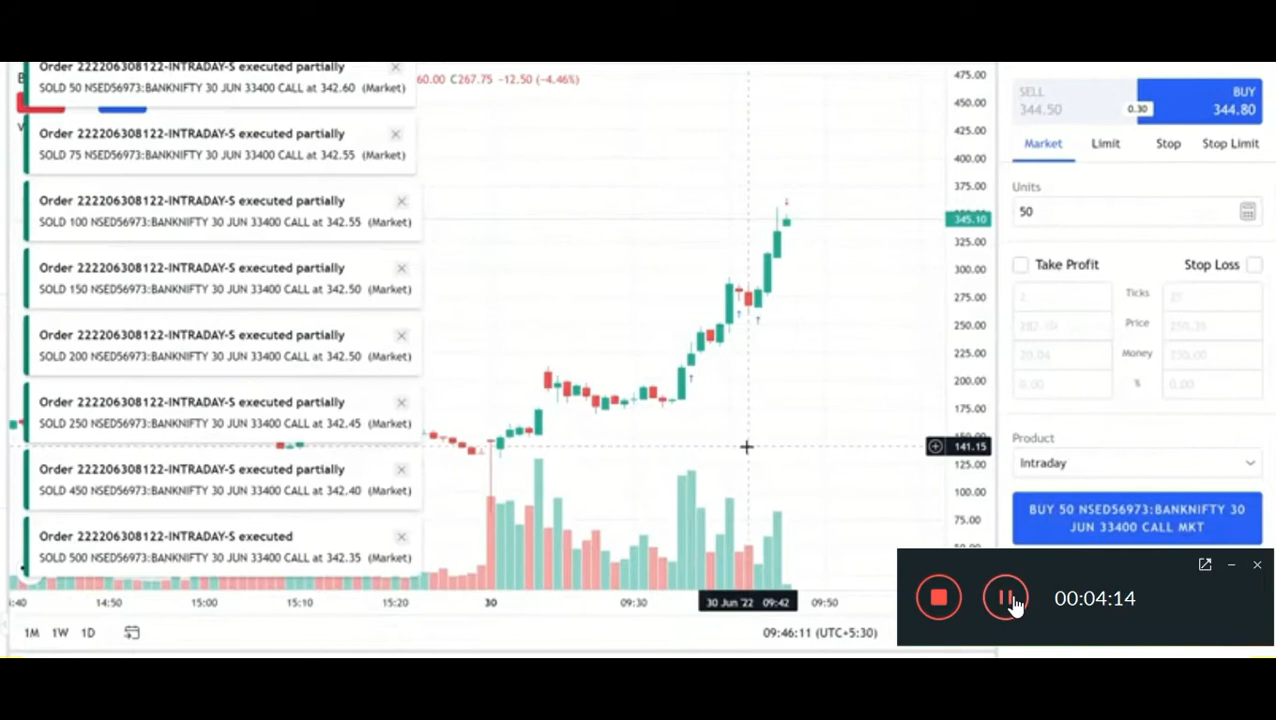 Order 222206308122-INTRADAY-S executed partially
SOLD 50 NSED56973:BANKNIFTY 30 JUN 33400 CALL at 342.60 (Market)
Order 222206308122-INTRADAY-S executed partially
SOLD 75 NSED56973:BANKNIFTY 30 JUN 33400 CALL at 342.55 (Market)
Order 222206308122-INTRADAY-S executed partially
SOLD 100 NSED56973:BANKNIFTY 30 JUN 33400 CALL at 342.55 (Market)
Order 222206308122-INTRADAY-S executed partially
SOLD 150 NSED56973:BANKNIFTY 30 JUN 33400 CALL at 342.50 (Market)
Order 222206308122-INTRADAY-S executed partially
SOLD 200 NSED56973:BANKNIFTY 30 JUN 33400 CALL at 342.50 (Market)
Order 222206308122-INTRADAY-S executed partially
SOLD 250 NSED56973:BANKNIFTY 30 JUN 33400 CALL at 342.45 (Market)
Order 222206308122-INTRADAY-S executed partially
SOLD 450 NSED56973:BANKNIFTY 30 JUN 33400 CALL at 342.40 (Market)
Order 222206308122-INTRADAY-S executed
SOLD 500 NSED56973:BANKNIFTY 30 JUN 33400 CALL at 342.35 (Market)
60.00 C267.75 -12.50 (-4.46%)
475.00
450.00
425.00
400.00
375.00
345.10
325.00
300.00
275.00
250.00
225.00
200.00
175.00
141.15
125.00
100.00
75.00
:40 14:50 15:00 15:10 15:20 30 09:30 30 Jun '22 09:42 09:50
1M 1W 1D
09:46:11 (UTC+5:30)
SELL
344.50
0.30
BUY
344.80
Market Limit Stop Stop Limit
Units
50
Take Profit Stop Loss
Ticks
Price
Money
%
0.00 0.00
Product
Intraday
BUY 50 NSED56973:BANKNIFTY 30
JUN 33400 CALL MKT
00:04:14